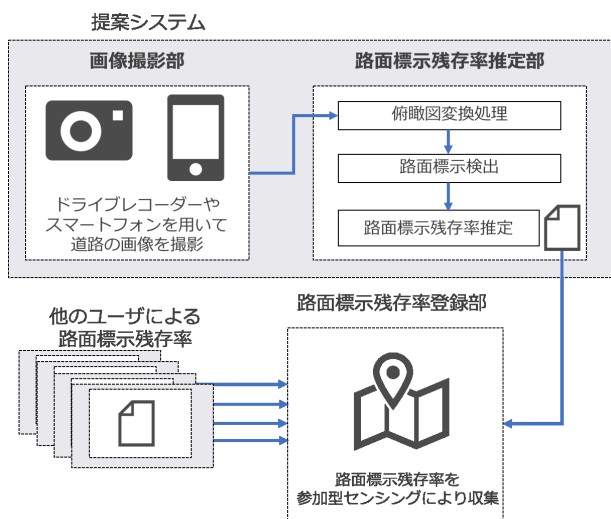 提案システム
画像撮影部
ドライブレコーダーや
スマートフォンを用いて
道路の画像を撮影
路面標示残存率推定部
俯瞰図変換処理
路面標示検出
路面標示残存率推定
他のユーザによる
路面標示残存率
路面標示残存率登録部
路面標示残存率を
参加型センシングにより収集